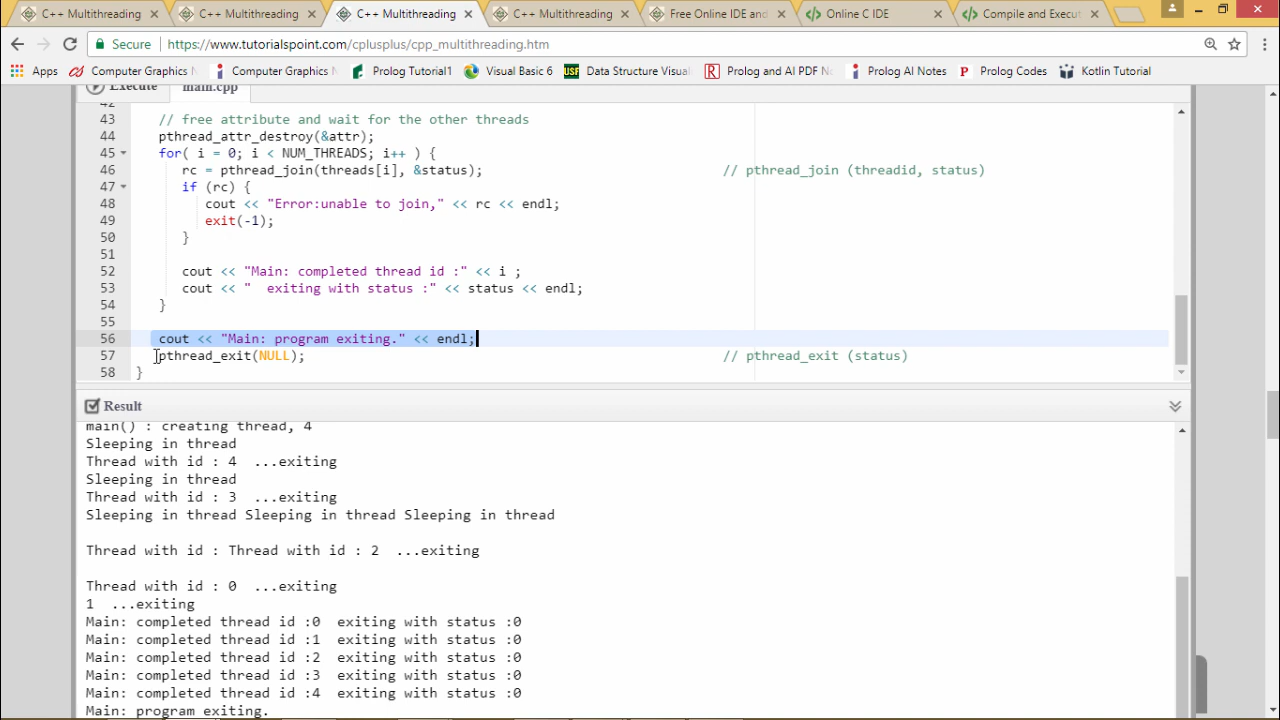 C++ Multithreading
C++ Multithreading
C++ Multithreading
C++ Multithreading
Free Online IDE and
Online C IDE
Compile and Execut
Secure https://www.tutorialspoint.com/cplusplus/cpp_multithreading.htm
Apps Computer Graphics Computer Graphics N Prolog Tutorial1 Visual Basic 6 USF Data Structure Visual R Prolog and AI PDF N Prolog AI Notes P Prolog Codes Kotlin Tutorial
Execute main.cpp
42
43 // free attribute and wait for the other threads
44 pthread_attr_destroy(&attr);
45 for( i = 0; i < NUM_THREADS; i++ ) {
46 rc = pthread_join(threads[i], &status); // pthread_join (threadid, status)
47 if (rc) {
48 cout << "Error:unable to join," << rc << endl;
49 exit(-1);
50 }
51
52 cout << "Main: completed thread id :" << i ;
53 cout << "  exiting with status :" << status << endl;
54 }
55
56 cout << "Main: program exiting." << endl;
57 pthread_exit(NULL); // pthread_exit (status)
58 }
Result
main() : creating thread, 4
Sleeping in thread
Thread with id : 4  ...exiting
Sleeping in thread
Thread with id : 3  ...exiting
Sleeping in thread Sleeping in thread Sleeping in thread
Thread with id : Thread with id : 2  ...exiting
Thread with id : 0  ...exiting
1  ...exiting
Main: completed thread id :0  exiting with status :0
Main: completed thread id :1  exiting with status :0
Main: completed thread id :2  exiting with status :0
Main: completed thread id :3  exiting with status :0
Main: completed thread id :4  exiting with status :0
Main: program exiting.